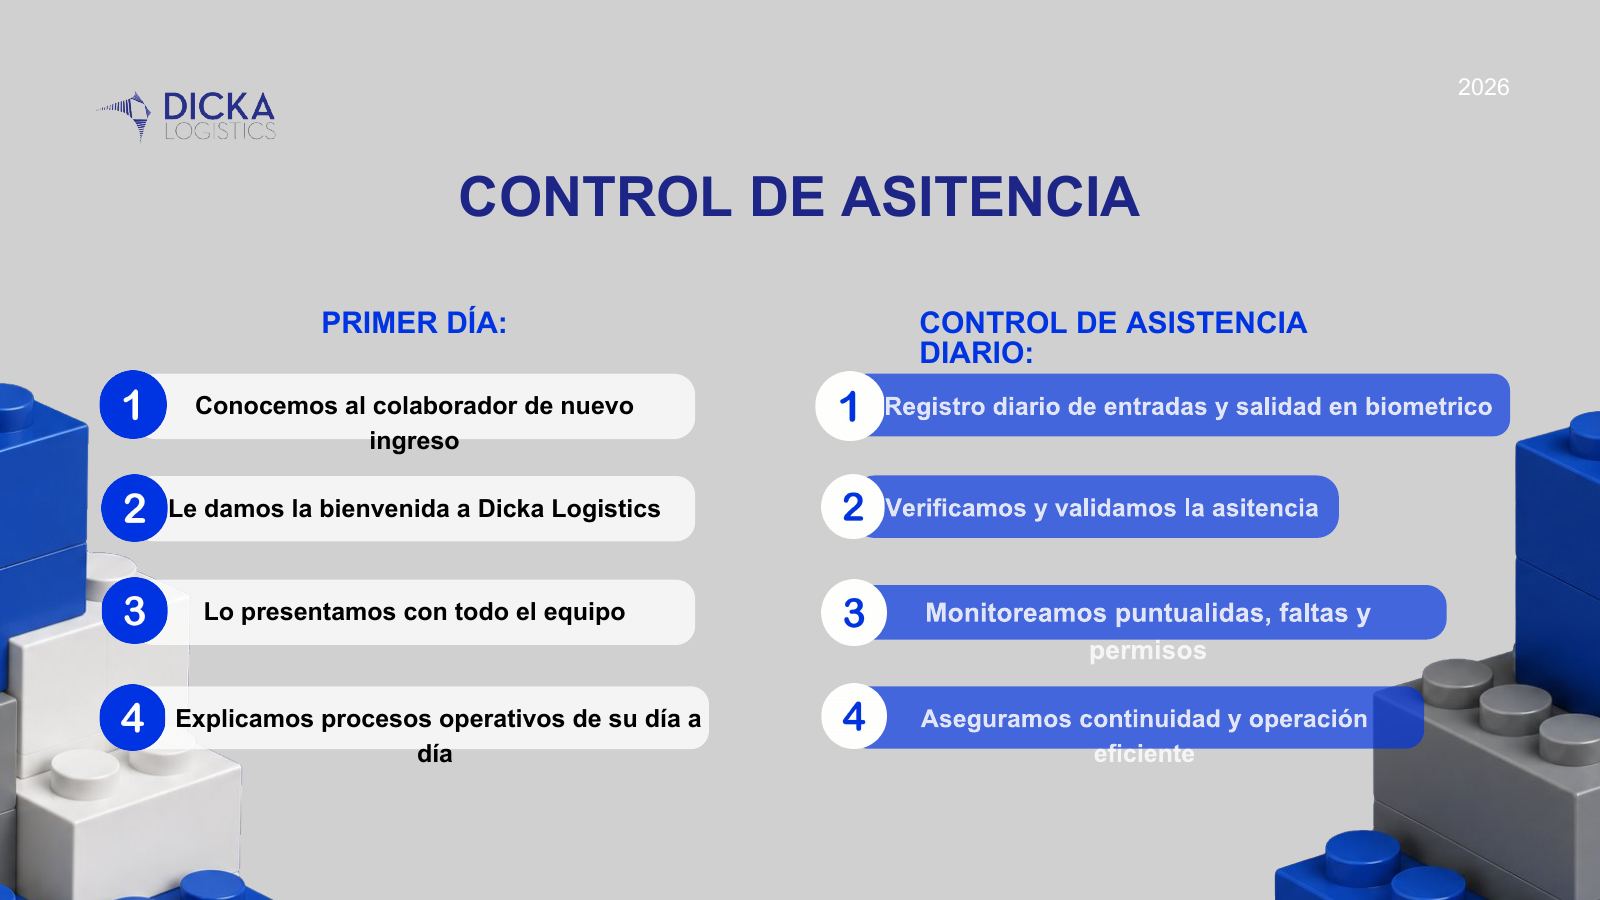 DICKA
LOGISTICS
2026
CONTROL DE ASITENCIA
PRIMER DÍA:
1 Conocemos al colaborador de nuevo
ingreso
2 Le damos la bienvenida a Dicka Logistics
3 Lo presentamos con todo el equipo
4 Explicamos procesos operativos de su día a
día
CONTROL DE ASISTENCIA
DIARIO:
1 Registro diario de entradas y salidad en biometrico
2 Verificamos y validamos la asitencia
3 Monitoreamos puntualidas, faltas y
permisos
4 Aseguramos continuidad y operación
eficiente